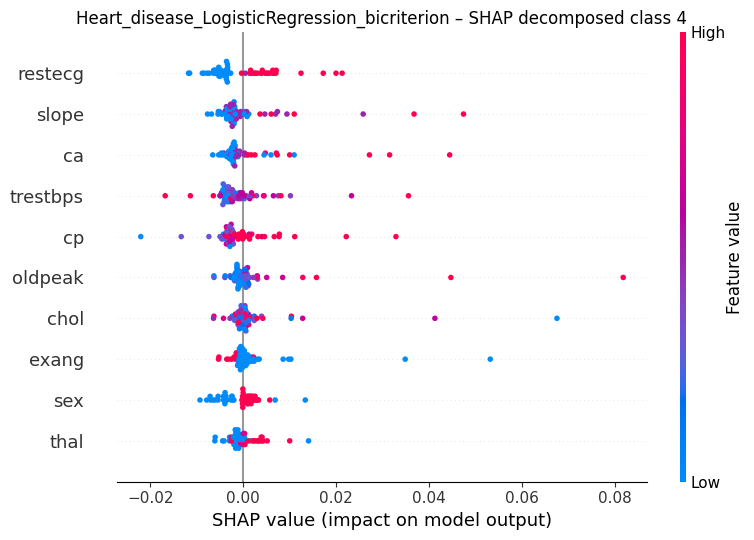 Heart_disease_LogisticRegression_bicriterion – SHAP decomposed class 4
High
restecg
slope
ca
trestbps
cp
oldpeak
chol
exang
sex
thal
Feature value
Low
−0.02 0.00 0.02 0.04 0.06 0.08
SHAP value (impact on model output)